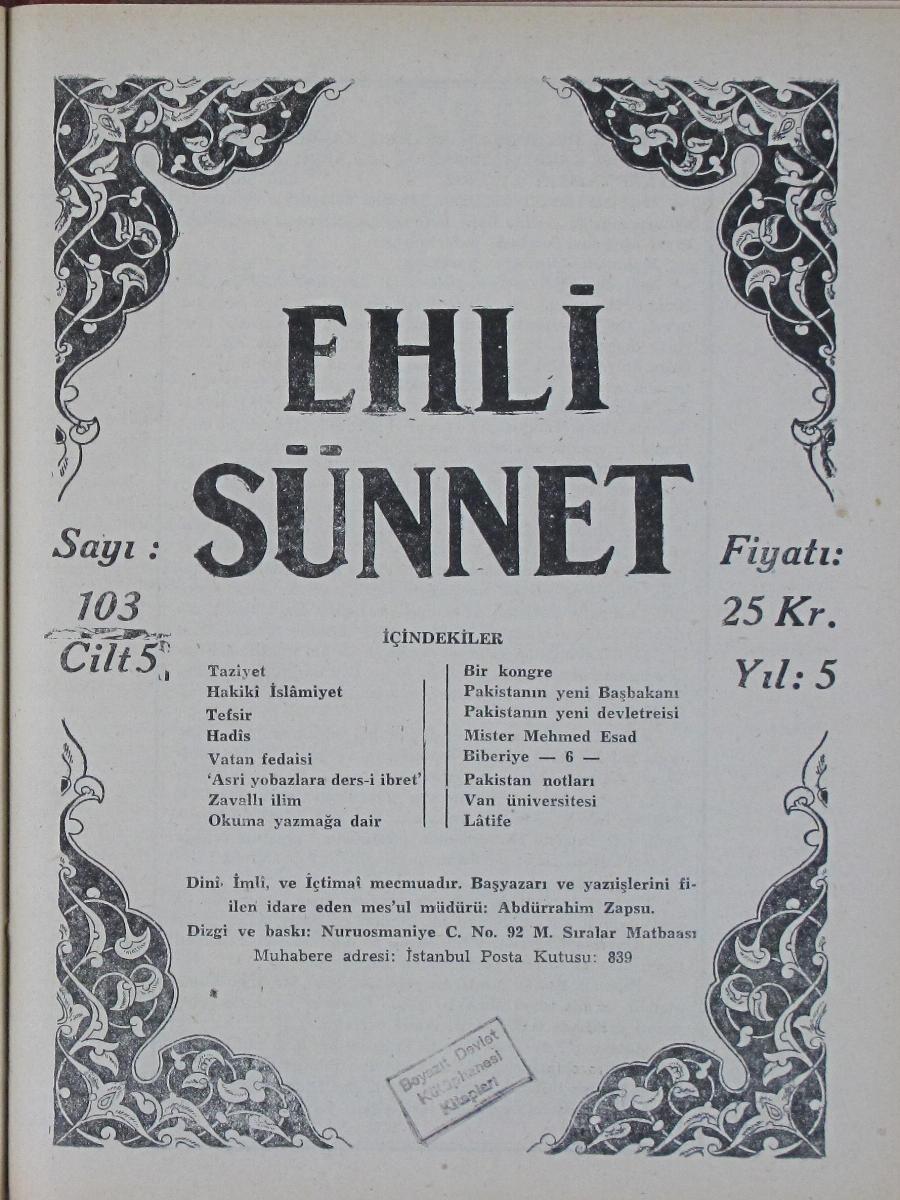 EHLİ
SÜNNET
Sayı :
103
Cilt 5
Fiyatı:
25 Kr.
Yıl: 5
İÇİNDEKİLER
Taziyet
Hakikî İslâmiyet
Tefsir
Hadîs
Vatan fedaisi
'Asri yobazlara ders-i ibret'
Zavallı ilim
Okuma yazmağa dair
Bir kongre
Pakistanın yeni Başbakanı
Pakistanın yeni devletreisi
Mister Mehmed Esad
Biberiye — 6 —
Pakistan notları
Van üniversitesi
Lâtife
Dinî, İmlî, ve İçtimaî mecmuadır. Başyazarı ve yazıişlerini fi-
ilen idare eden mes'ul müdürü: Abdürrahim Zapsu.
Dizgi ve baskı: Nuruosmaniye C. No. 92 M. Sıralar Matbaası
Muhabere adresi: İstanbul Posta Kutusu: 839
Beyazıt Devlet
Kütüphanesi
Kitapları